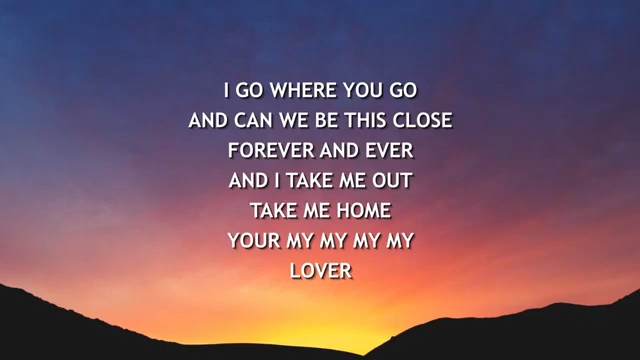 I GO WHERE YOU GO
AND CAN WE BE THIS CLOSE
FOREVER AND EVER
AND I TAKE ME OUT
TAKE ME HOME
YOUR MY MY MY MY
LOVER